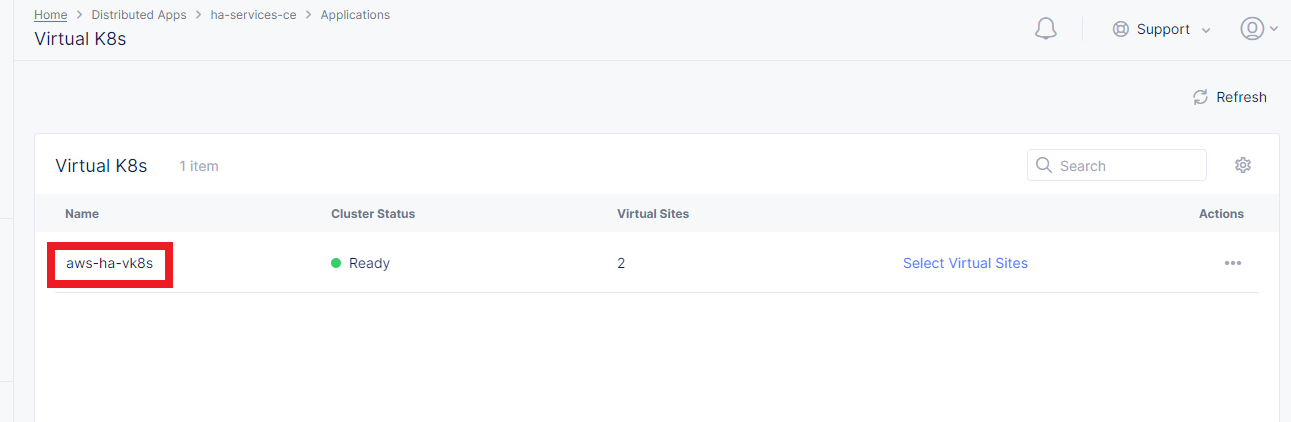 Home > Distributed Apps > ha-services-ce > Applications
Virtual K8s
Support
Refresh
Virtual K8s 1 item Search
Name Cluster Status Virtual Sites Actions
aws-ha-vk8s Ready 2 Select Virtual Sites